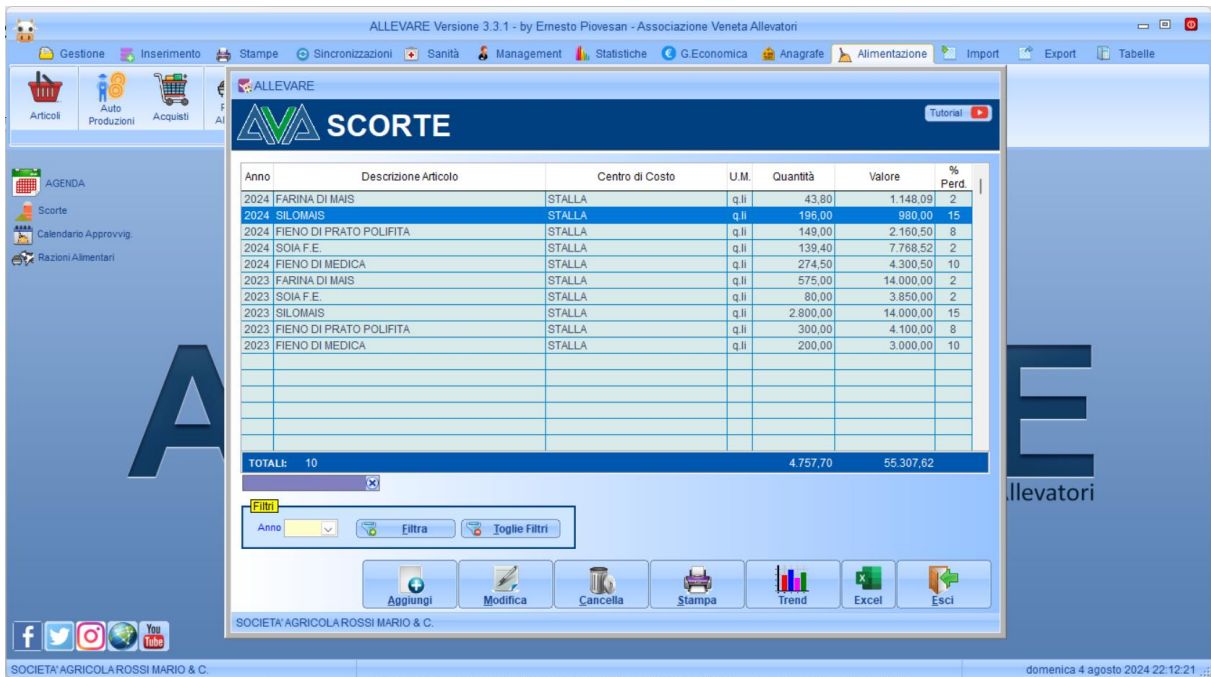 ALLEVARE Versione 3.3.1 - by Ernesto Piovesan - Associazione Veneta Allevatori
Gestione Inserimento Stampe Sincronizzazioni Sanità Management Statistiche G.Economica Anagrafe Alimentazione Import Export Tabelle
Articoli
Auto Produzioni
Acquisti
AGENDA
Scorte
Calendario Approvvig.
Razioni Alimentari
ALLEVARE
AVA SCORTE
Tutorial
Anno Descrizione Articolo Centro di Costo U.M. Quantità Valore % Perd.
2024 FARINA DI MAIS STALLA q.li 43,80 1.148,09 2
2024 SILOMAIS STALLA q.li 196,00 980,00 15
2024 FIENO DI PRATO POLIFITA STALLA q.li 149,00 2.160,50 8
2024 SOIA F.E. STALLA q.li 139,40 7.768,52 2
2024 FIENO DI MEDICA STALLA q.li 274,50 4.300,50 10
2023 FARINA DI MAIS STALLA q.li 575,00 14.000,00 2
2023 SOIA F.E. STALLA q.li 80,00 3.850,00 2
2023 SILOMAIS STALLA q.li 2.800,00 14.000,00 15
2023 FIENO DI PRATO POLIFITA STALLA q.li 300,00 4.100,00 8
2023 FIENO DI MEDICA STALLA q.li 200,00 3.000,00 10
TOTALI: 10 4.757,70 55.307,62
Filtri
Anno Filtra Toglie Filtri
Aggiungi Modifica Cancella Stampa Trend Excel Esci
SOCIETA' AGRICOLA ROSSI MARIO & C.
A
E
llevatori
You Tube
SOCIETA' AGRICOLA ROSSI MARIO & C.
domenica 4 agosto 2024 22:12:21